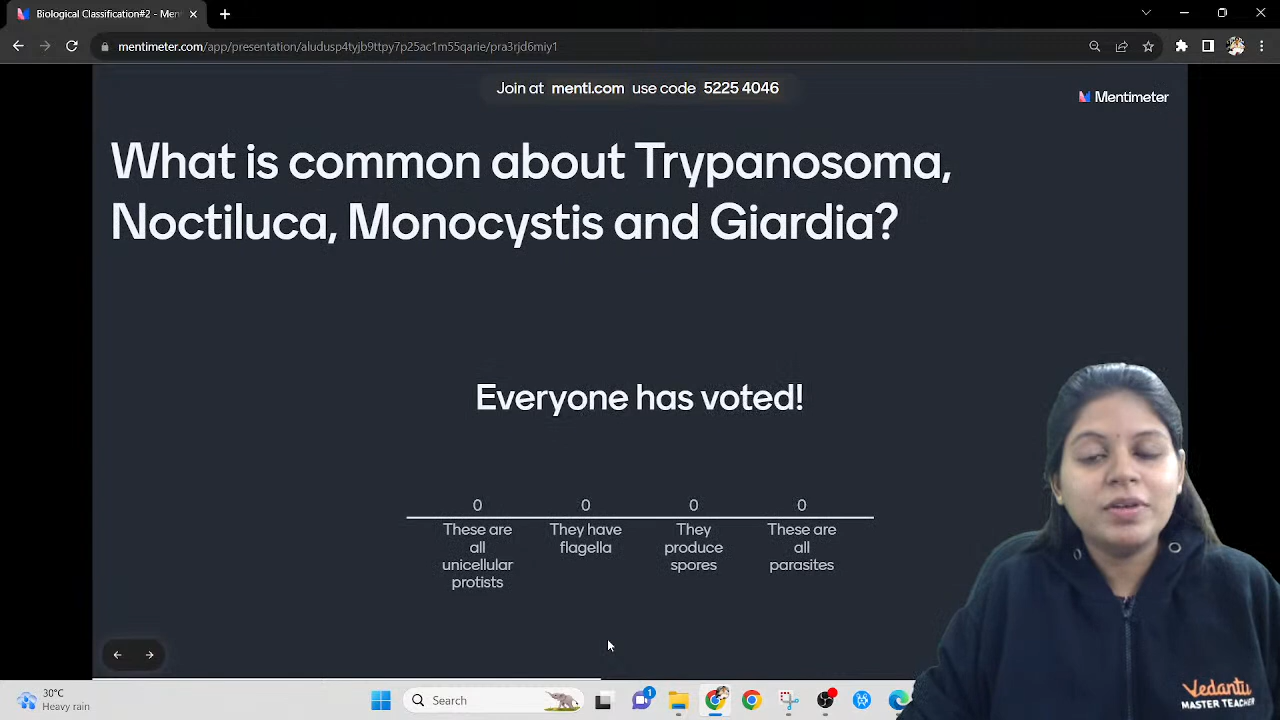 Biological Classification#2 - Men
mentimeter.com/app/presentation/aludusp4tyjb9ttpy7p25ac1m55qarie/pra3rjd6miy1
Join at menti.com use code 5225 4046
Mentimeter
What is common about Trypanosoma,
Noctiluca, Monocystis and Giardia?
Everyone has voted!
0 0 0 0
These are They have They These are
all flagella produce all
unicellular spores parasites
protists
Vedantu
MASTER TEACHER
30°C
Heavy rain
Search
1